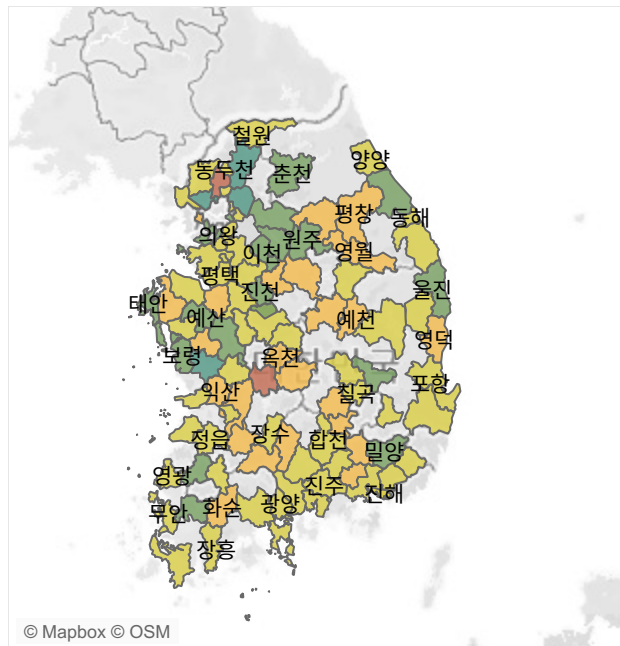 철원
동두천
춘천
양양
평창
동해
의왕
원주
이천
영월
평택
진천
울진
태안
예산
예천
영덕
보령
옥천
익산
칠곡
포항
정읍
장수
합천
밀양
영광
진주
진해
무안
화순
광양
장흥
© Mapbox © OSM